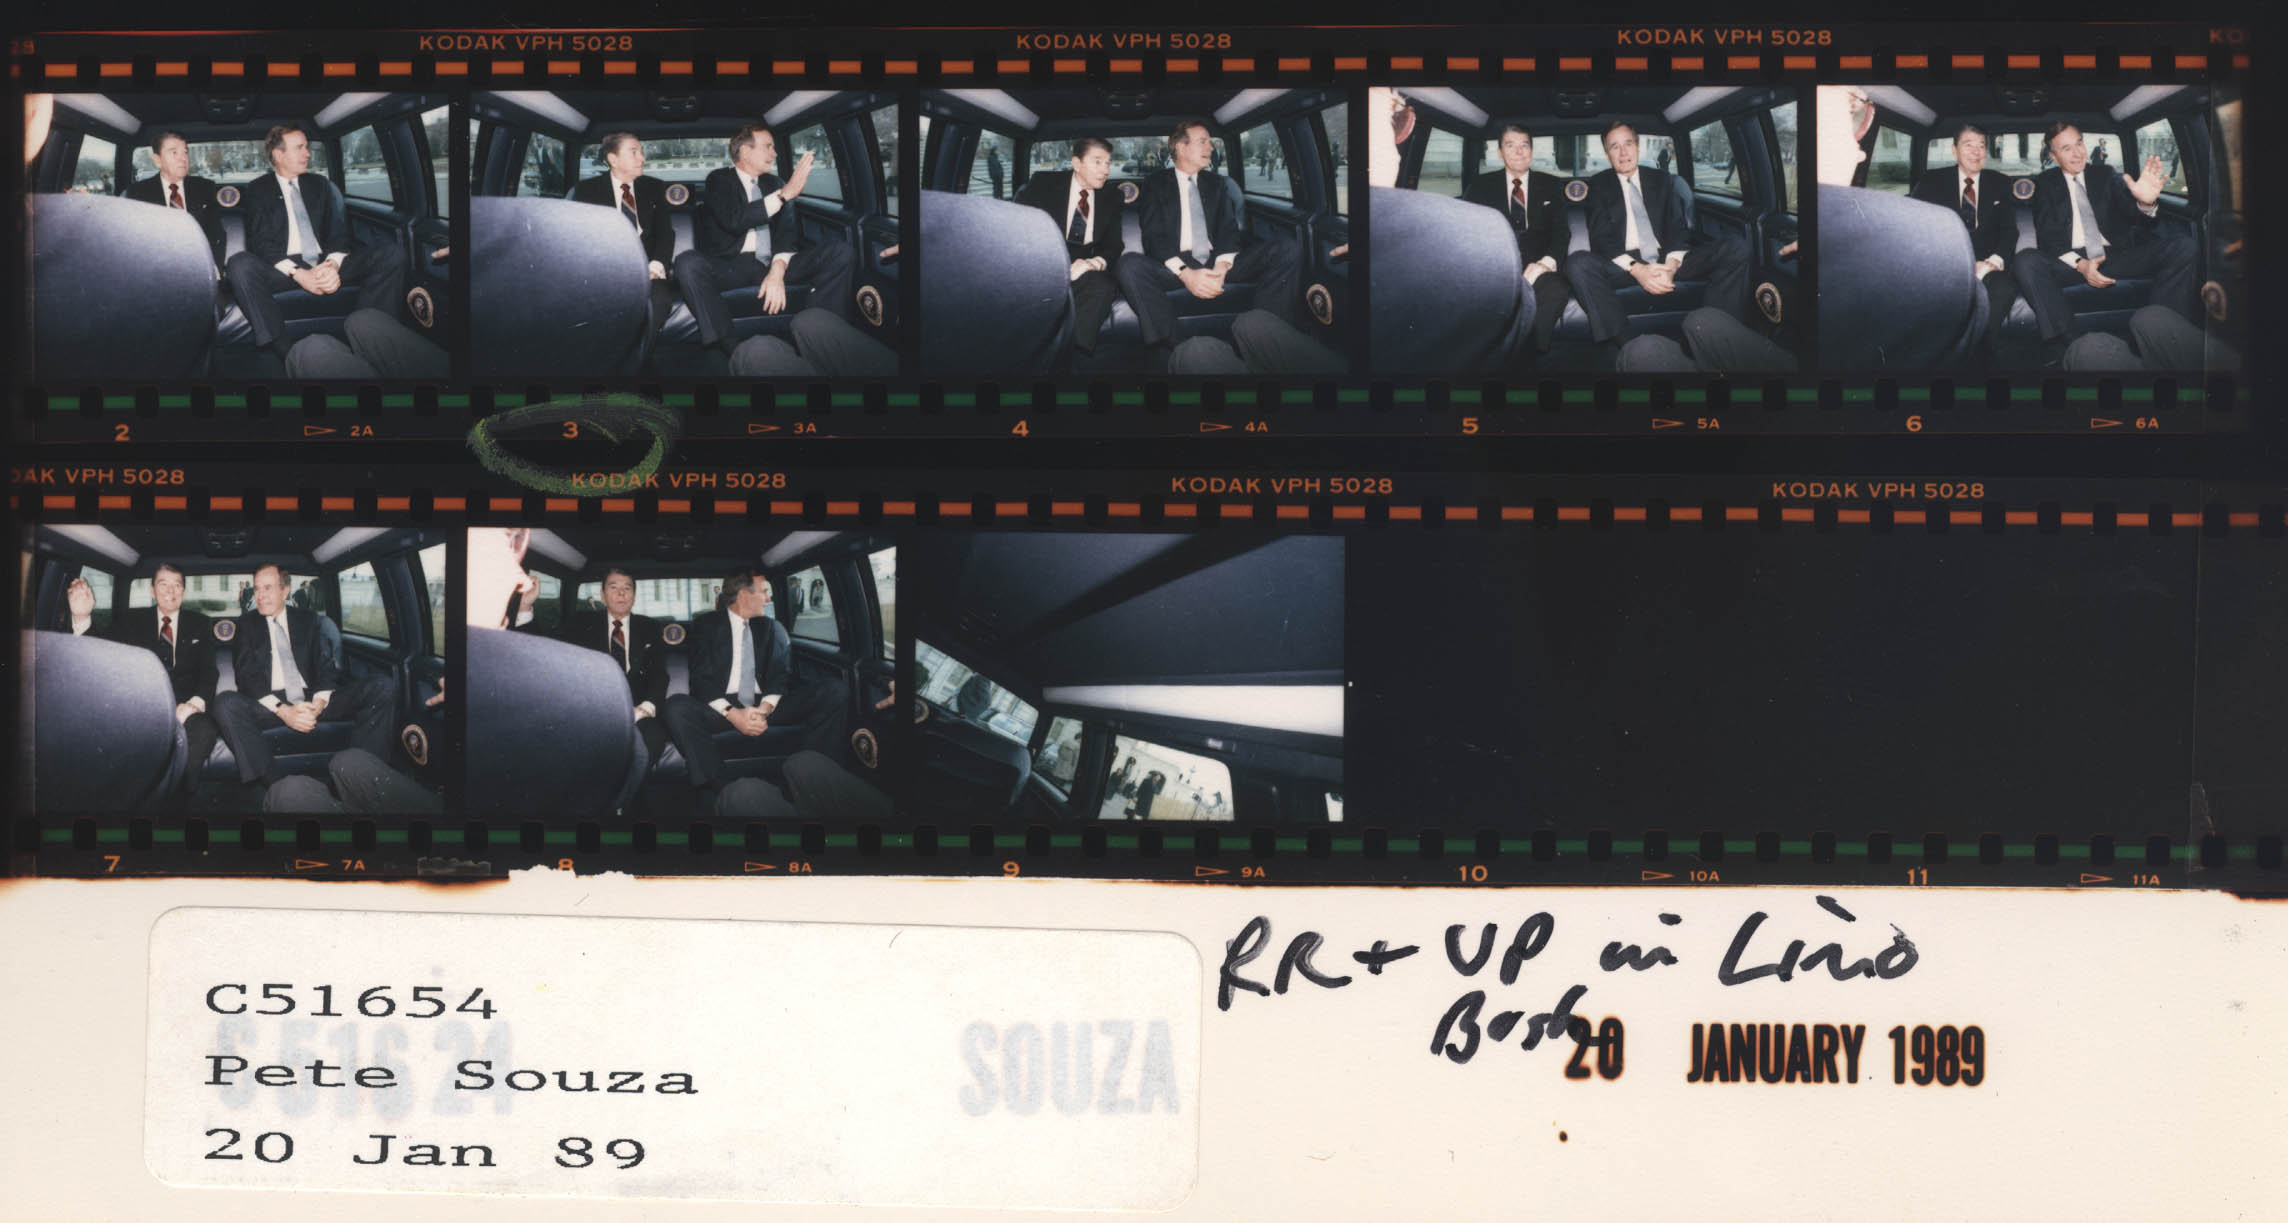 KODAK VPH 5028 KODAK VPH 5028 KODAK VPH 5028 KO
2 2A 3 3A 4 4A 5 5A 6 6A
DAK VPH 5028 KODAK VPH 5028 KODAK VPH 5028 KODAK VPH 5028
7 7A 8 8A 9 9A 10 10A 11 11A
C51654
Pete Souza
20 Jan 89
SOUZA
RR + VP in Limo
Bush
20 JANUARY 1989